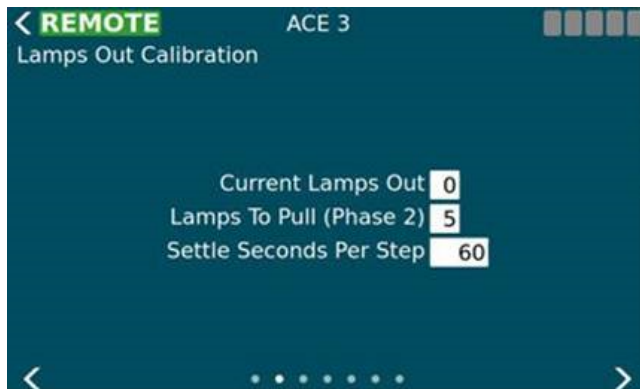 REMOTE ACE 3
Lamps Out Calibration
Current Lamps Out 0
Lamps To Pull (Phase 2) 5
Settle Seconds Per Step 60